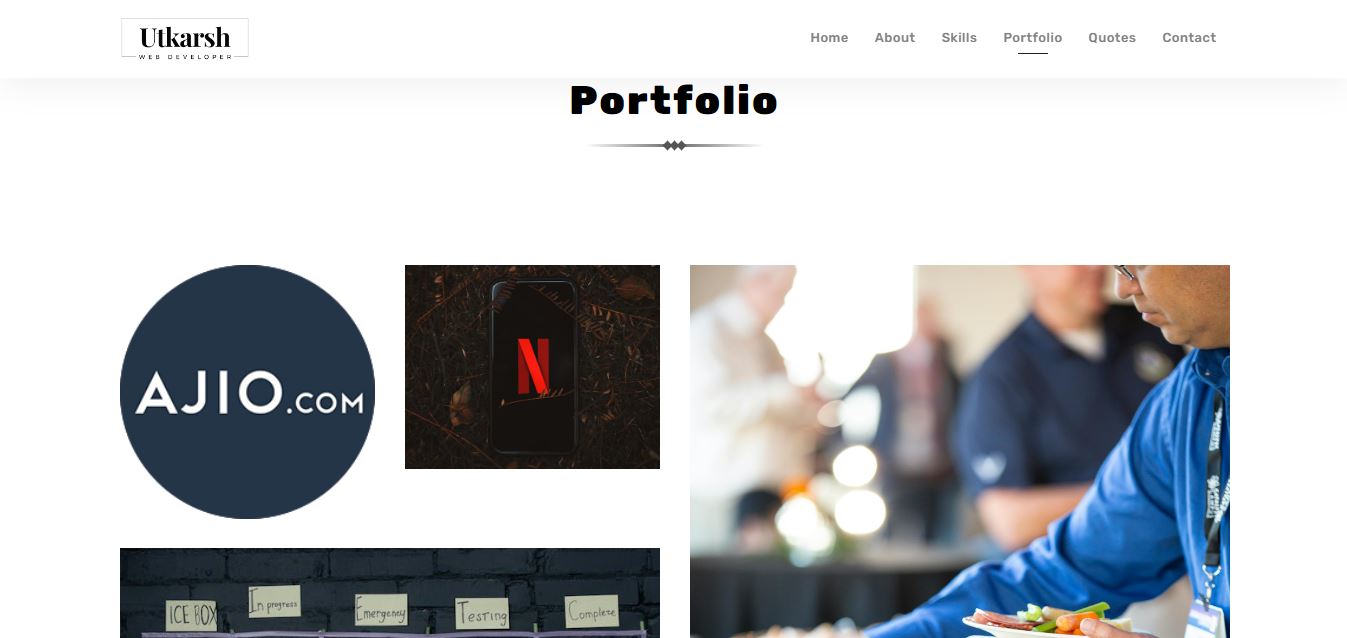 Utkarsh
WEB DEVELOPER
Home About Skills Portfolio Quotes Contact
Portfolio
AJIO.COM
N
ICE BOX
In progress
Emergency
Testing
Complete